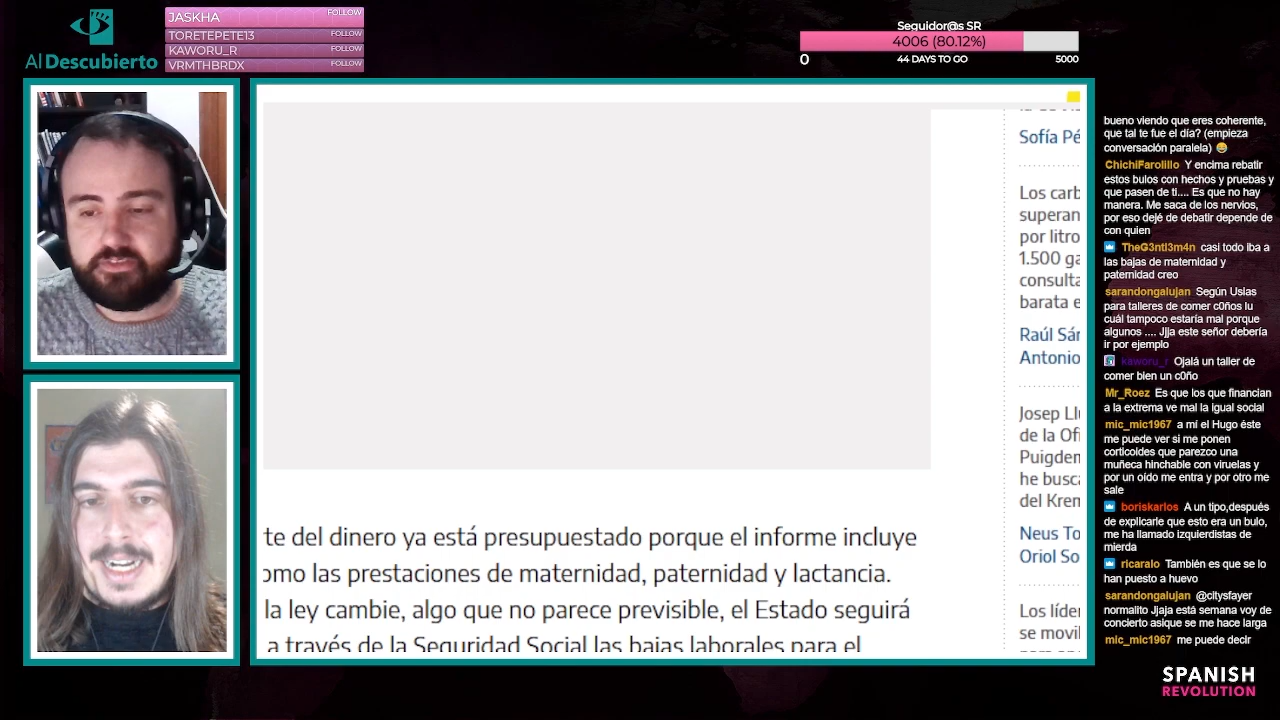 Al Descubierto
JASKHA FOLLOW
TORETEPETE13 FOLLOW
KAWORU_R FOLLOW
VRMTHBRDX FOLLOW
Seguidor@s SR
4006 (80.12%)
0 44 DAYS TO GO 5000
te del dinero ya está presupuestado porque el informe incluye
omo las prestaciones de maternidad, paternidad y lactancia.
la ley cambie, algo que no parece previsible, el Estado seguirá
a través de la Seguridad Social las bajas laborales para el
Sofía Pé
Los carb
superan
por litro
1.500 ga
consulta
barata e
Raúl Sár
Antonio
Josep Llu
de la Ofi
Puigdem
he busca
del Krem
Neus To
Oriol So
Los líder
se movil
bueno viendo que eres coherente,
que tal te fue el día? (empieza
conversación paralela) 😅
ChichiFarolillo Y encima rebatir
estos bulos con hechos y pruebas y
que pasen de ti.... Es que no hay
manera. Me saca de los nervios,
por eso dejé de debatir depende de
con quien
TheG3ntl3m4n casi todo iba a
las bajas de maternidad y
paternidad creo
sarandongalujan Según Usias
para talleres de comer c0ños lu
cuál tampoco estaría mal porque
algunos .... Jjja este señor debería
ir por ejemplo
kaworu_r Ojalá un taller de
comer bien un c0ño
Mr_Roez Es que los que financian
a la extrema ve mal la igual social
mic_mic1967 a mí el Hugo éste
me puede ver si me ponen
corticoides que parezco una
muñeca hinchable con viruelas y
por un oído me entra y por otro me
sale
boriskarlos A un tipo,después
de explicarle que esto era un bulo,
me ha llamado izquierdistas de
mierda
ricaralo También es que se lo
han puesto a huevo
sarandongalujan @citysfayer
normalito Jjaja está semana voy de
concierto asique se me hace larga
mic_mic1967 me puede decir
SPANISH
REVOLUTION